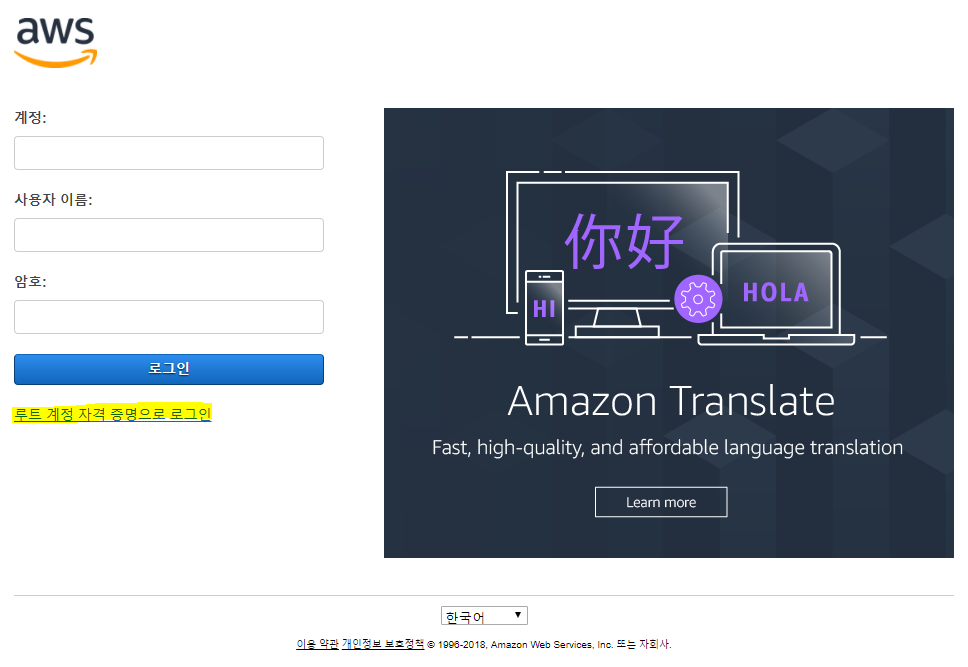 aws
계정:
사용자 이름:
암호:
로그인
루트 계정 자격 증명으로 로그인
你好
HI
HOLA
Amazon Translate
Fast, high-quality, and affordable language translation
Learn more
한국어
이용 약관 개인정보 보호정책 © 1996-2018, Amazon Web Services, Inc. 또는 자회사.